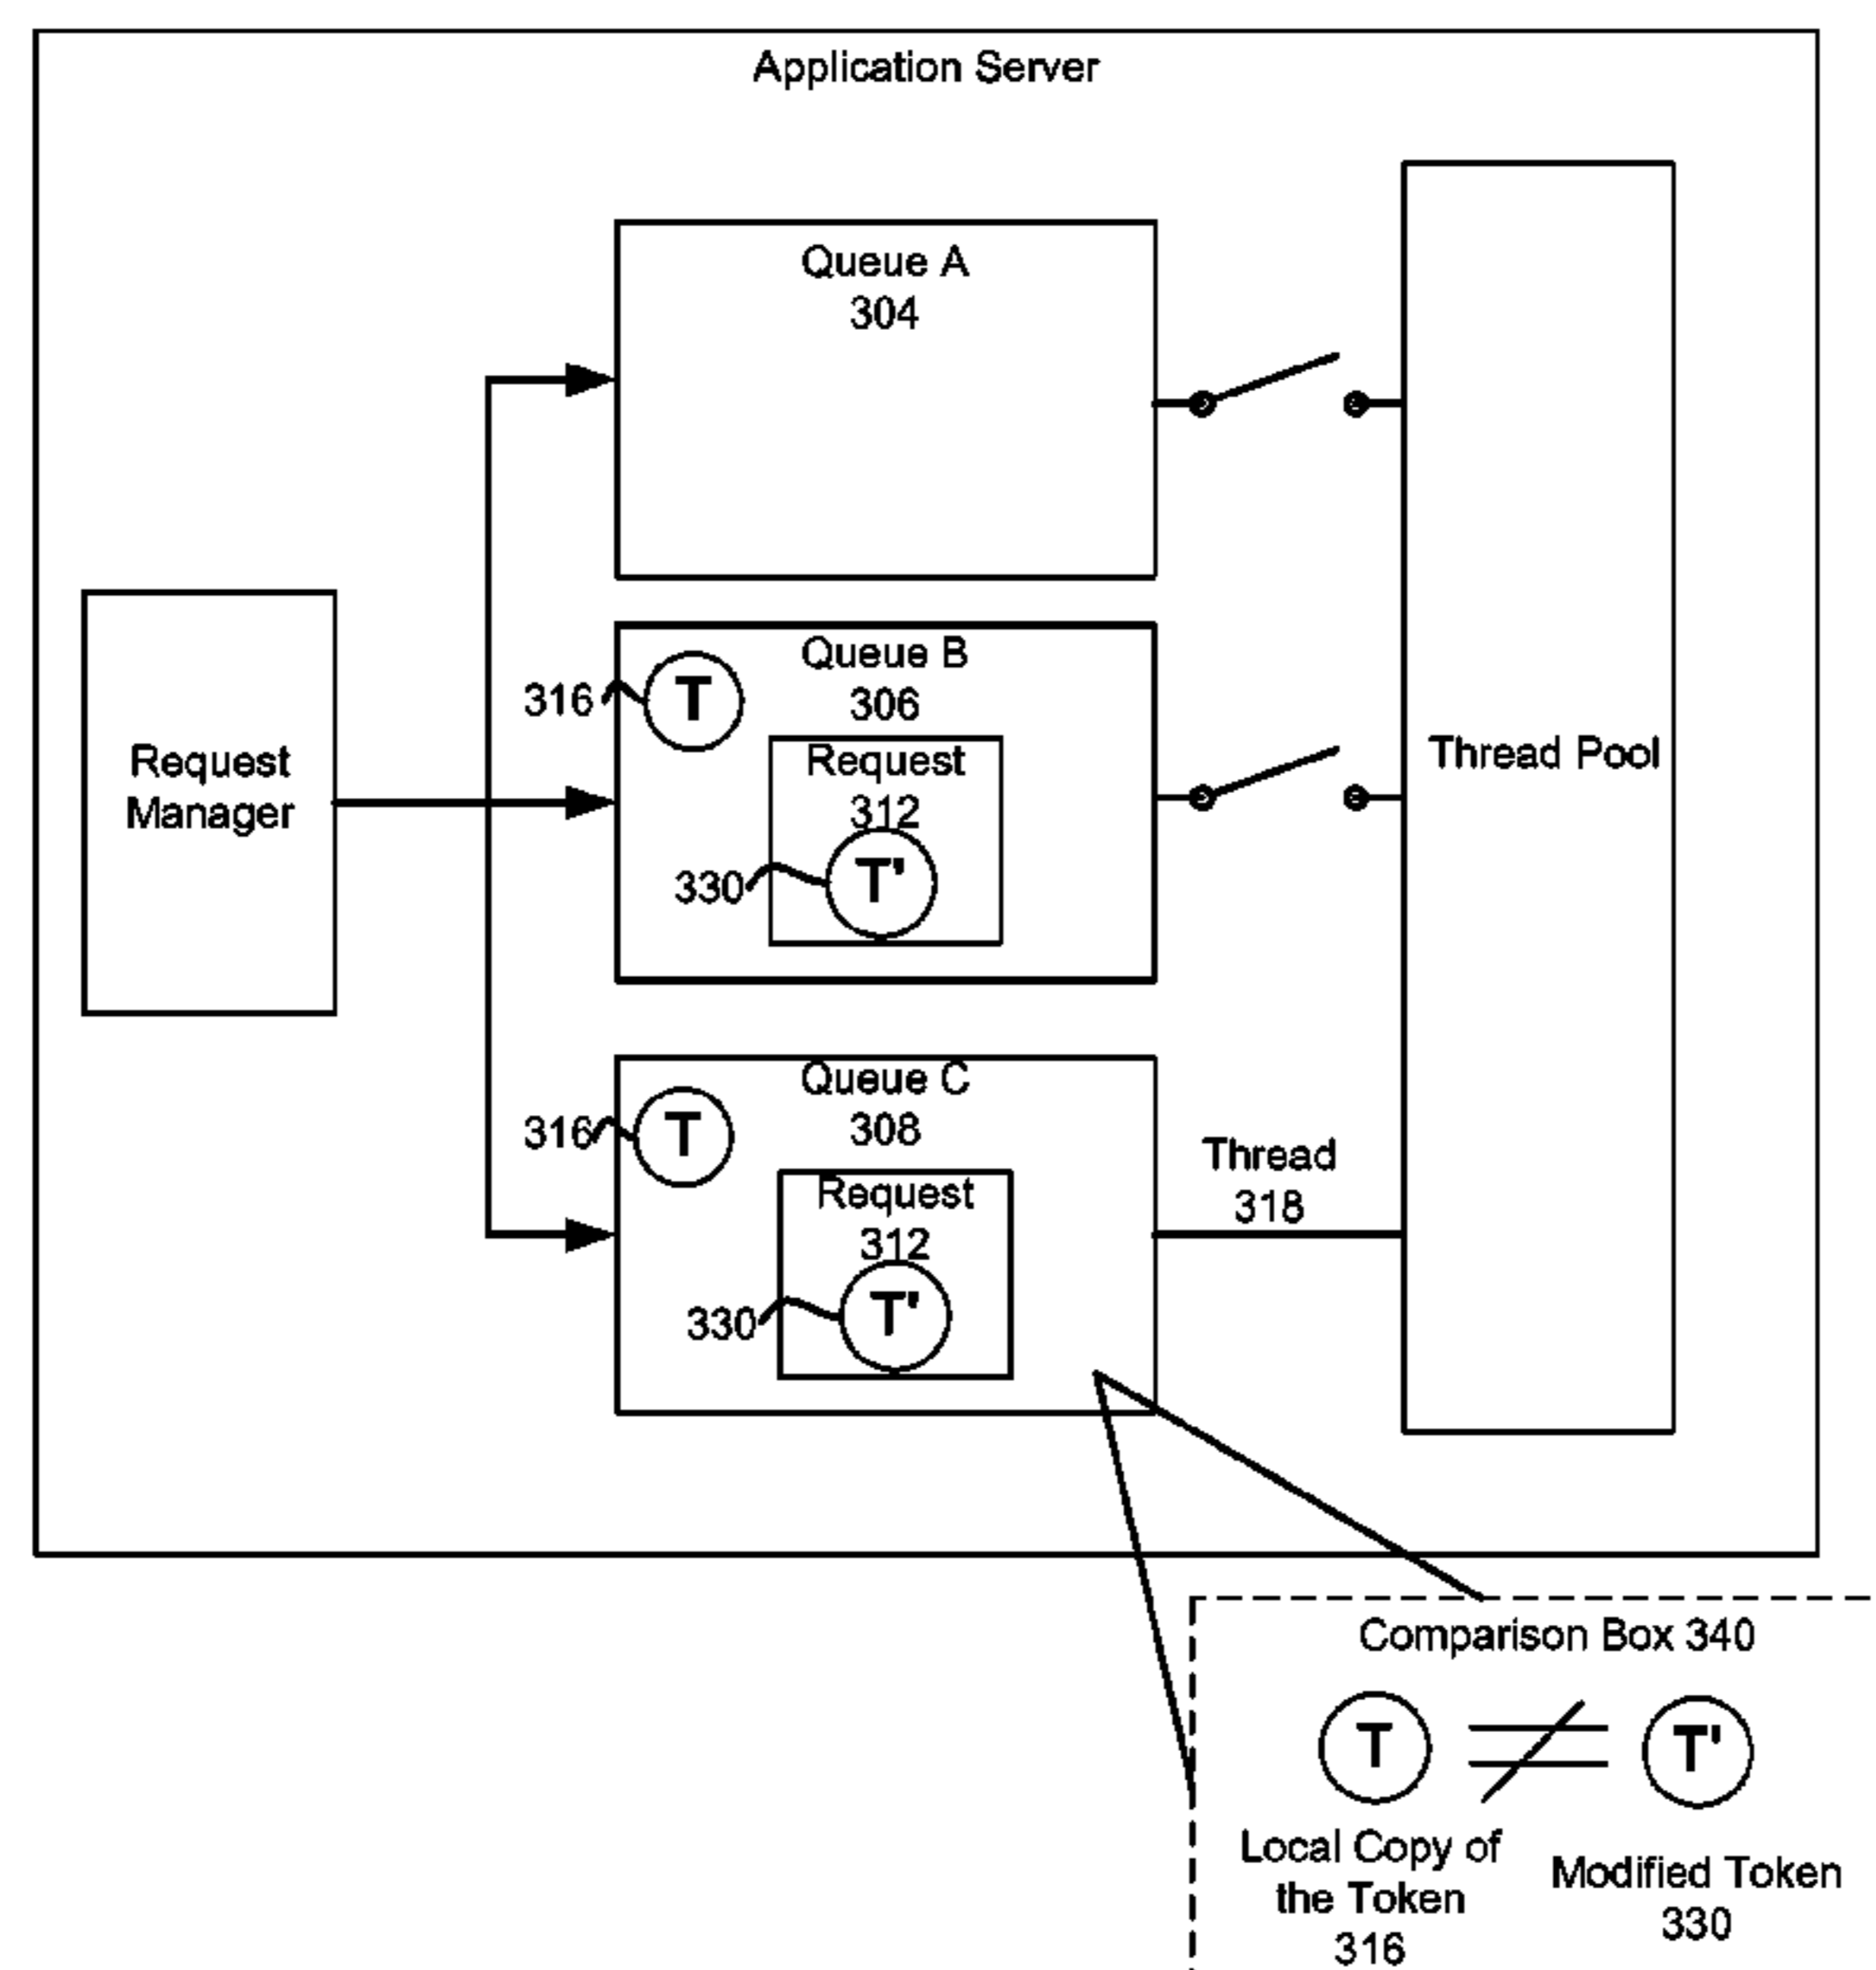 Application Server
Queue A
304
Queue B
306
316
T
Request
312
330
T'
Request
Manager
Thread Pool
Queue C
308
316
T
Request
312
330
T'
Thread
318
Comparison Box 340
T
T'
Local Copy of
the Token
316
Modified Token
330